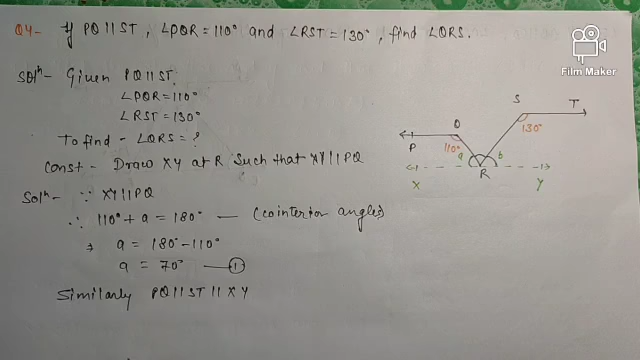 Q4- If PQ || ST, ∠PQR = 110° and ∠RST = 130°, find ∠QRS.
Film Maker
Solⁿ- Given PQ || ST.
∠PQR = 110°
∠RST = 130°
To find - ∠QRS = ?
Const - Draw XY at R Such that XY || PQ
Solⁿ- ∵ XY || PQ
∴ 110° + a = 180° — (cointerior angles)
⇒ a = 180° - 110°
a = 70° — ①
Similarly PQ || ST || XY
S T
130°
P Q
110° a b
X R Y